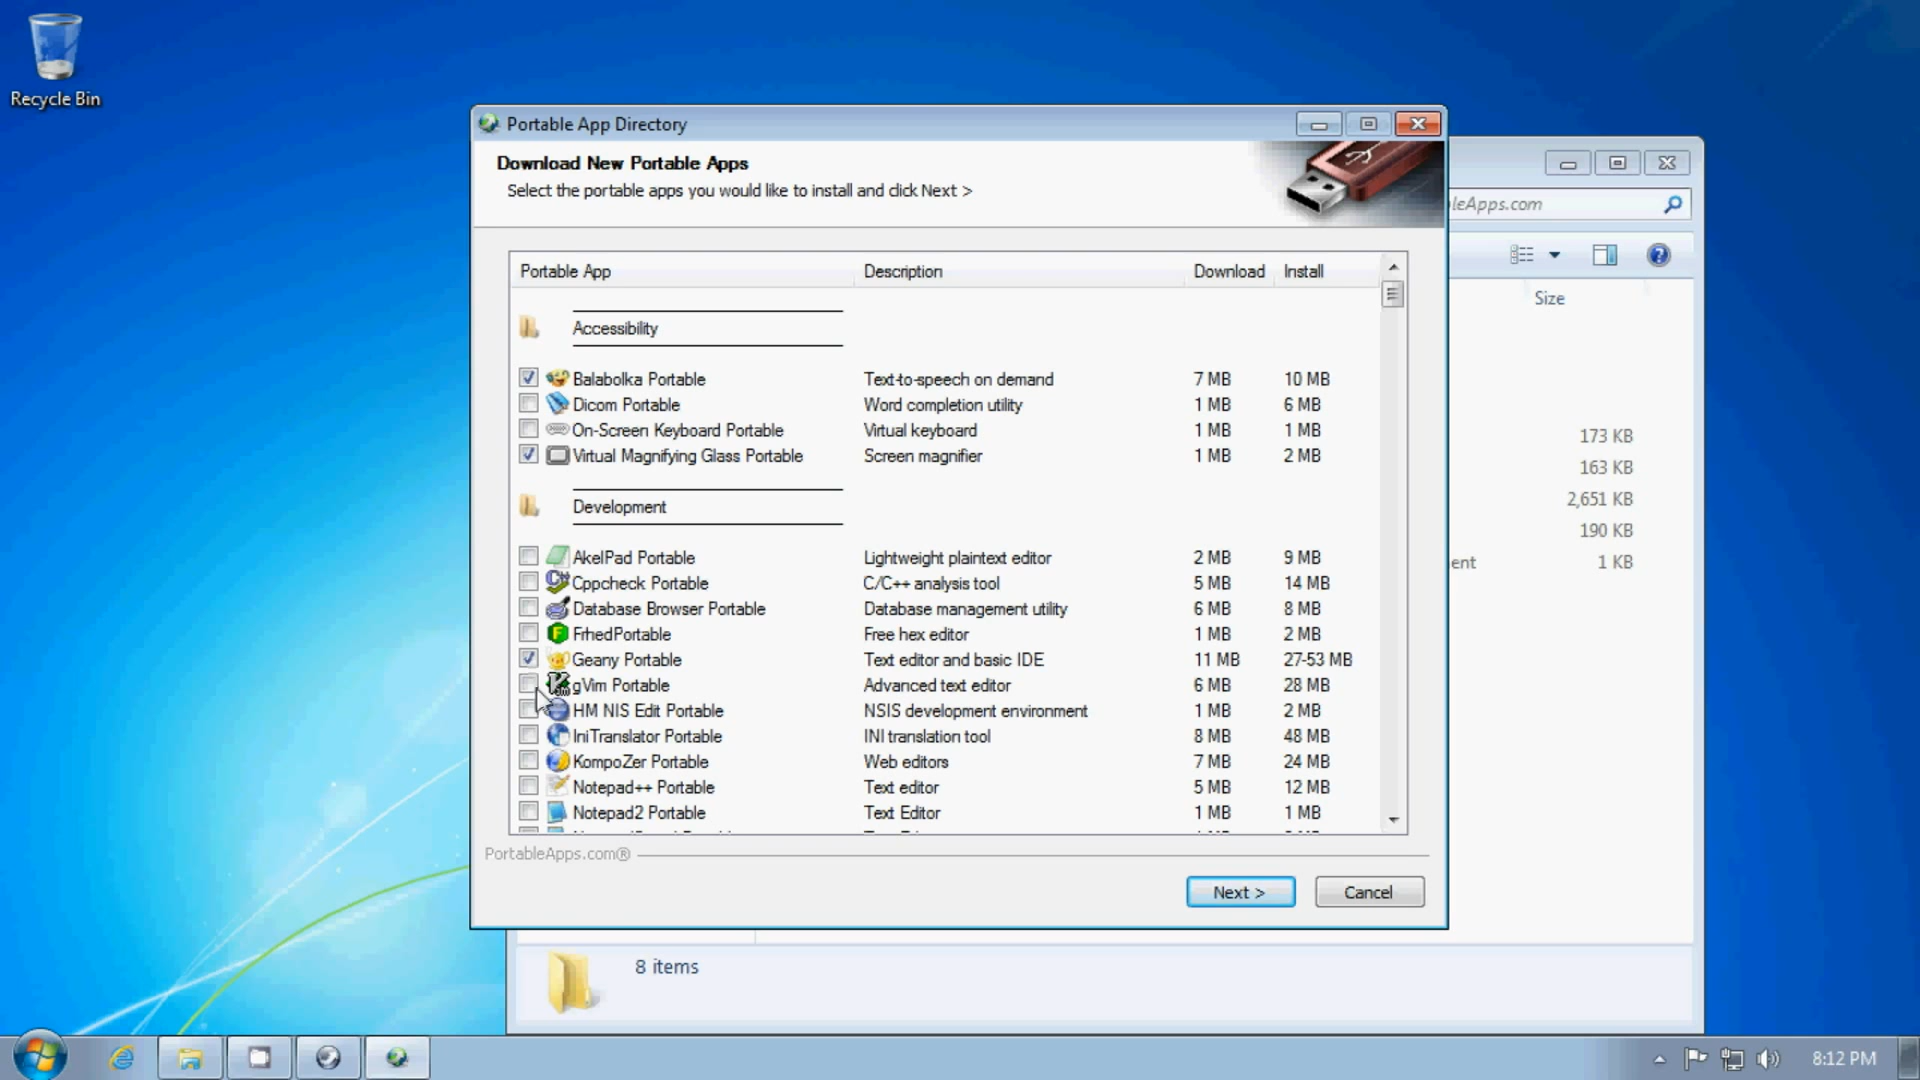 Recycle Bin
Portable App Directory
Download New Portable Apps
Select the portable apps you would like to install and click Next >
leApps.com
Portable App Description Download Install
Size
Accessibility
Balabolka Portable Text-to-speech on demand 7 MB 10 MB
Dicom Portable Word completion utility 1 MB 6 MB
On-Screen Keyboard Portable Virtual keyboard 1 MB 1 MB
173 KB
Virtual Magnifying Glass Portable Screen magnifier 1 MB 2 MB
163 KB
Development
2,651 KB
190 KB
AkelPad Portable Lightweight plaintext editor 2 MB 9 MB
ent 1 KB
Cppcheck Portable C/C++ analysis tool 5 MB 14 MB
Database Browser Portable Database management utility 6 MB 8 MB
FrhedPortable Free hex editor 1 MB 2 MB
Geany Portable Text editor and basic IDE 11 MB 27-53 MB
gVim Portable Advanced text editor 6 MB 28 MB
HM NIS Edit Portable NSIS development environment 1 MB 2 MB
IniTranslator Portable INI translation tool 8 MB 48 MB
KompoZer Portable Web editors 7 MB 24 MB
Notepad++ Portable Text editor 5 MB 12 MB
Notepad2 Portable Text Editor 1 MB 1 MB
PortableApps.com®
Next > Cancel
8 items
8:12 PM